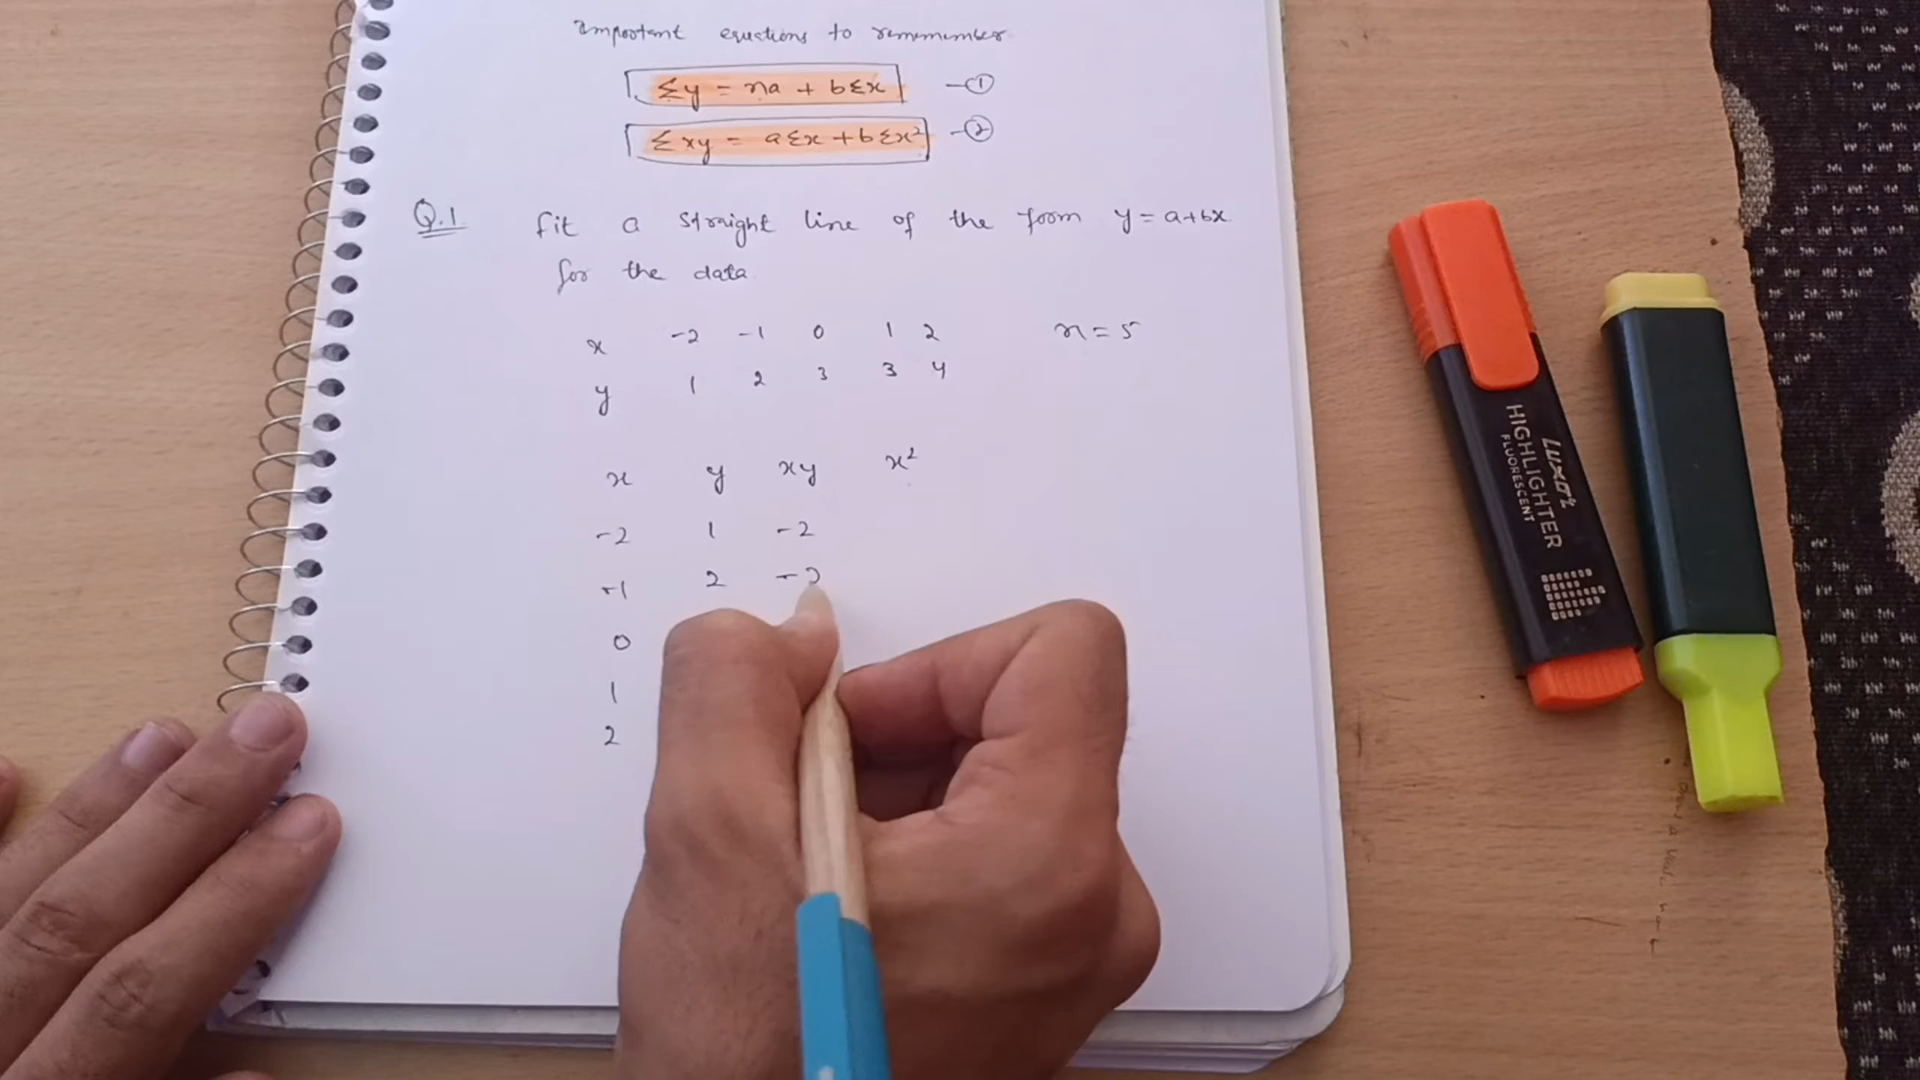 Important equations to rememember
Σy = na + bΣx —①
Σxy = aΣx + bΣx² —②
Q.1 fit a straight line of the form y = a+bx
for the data
x -2 -1 0 1 2 n = 5
y 1 2 3 3 4
x y xy x²
-2 1 -2
-1 2 -2
0
1
2
Luxor
HIGHLIGHTER
FLUORESCENT